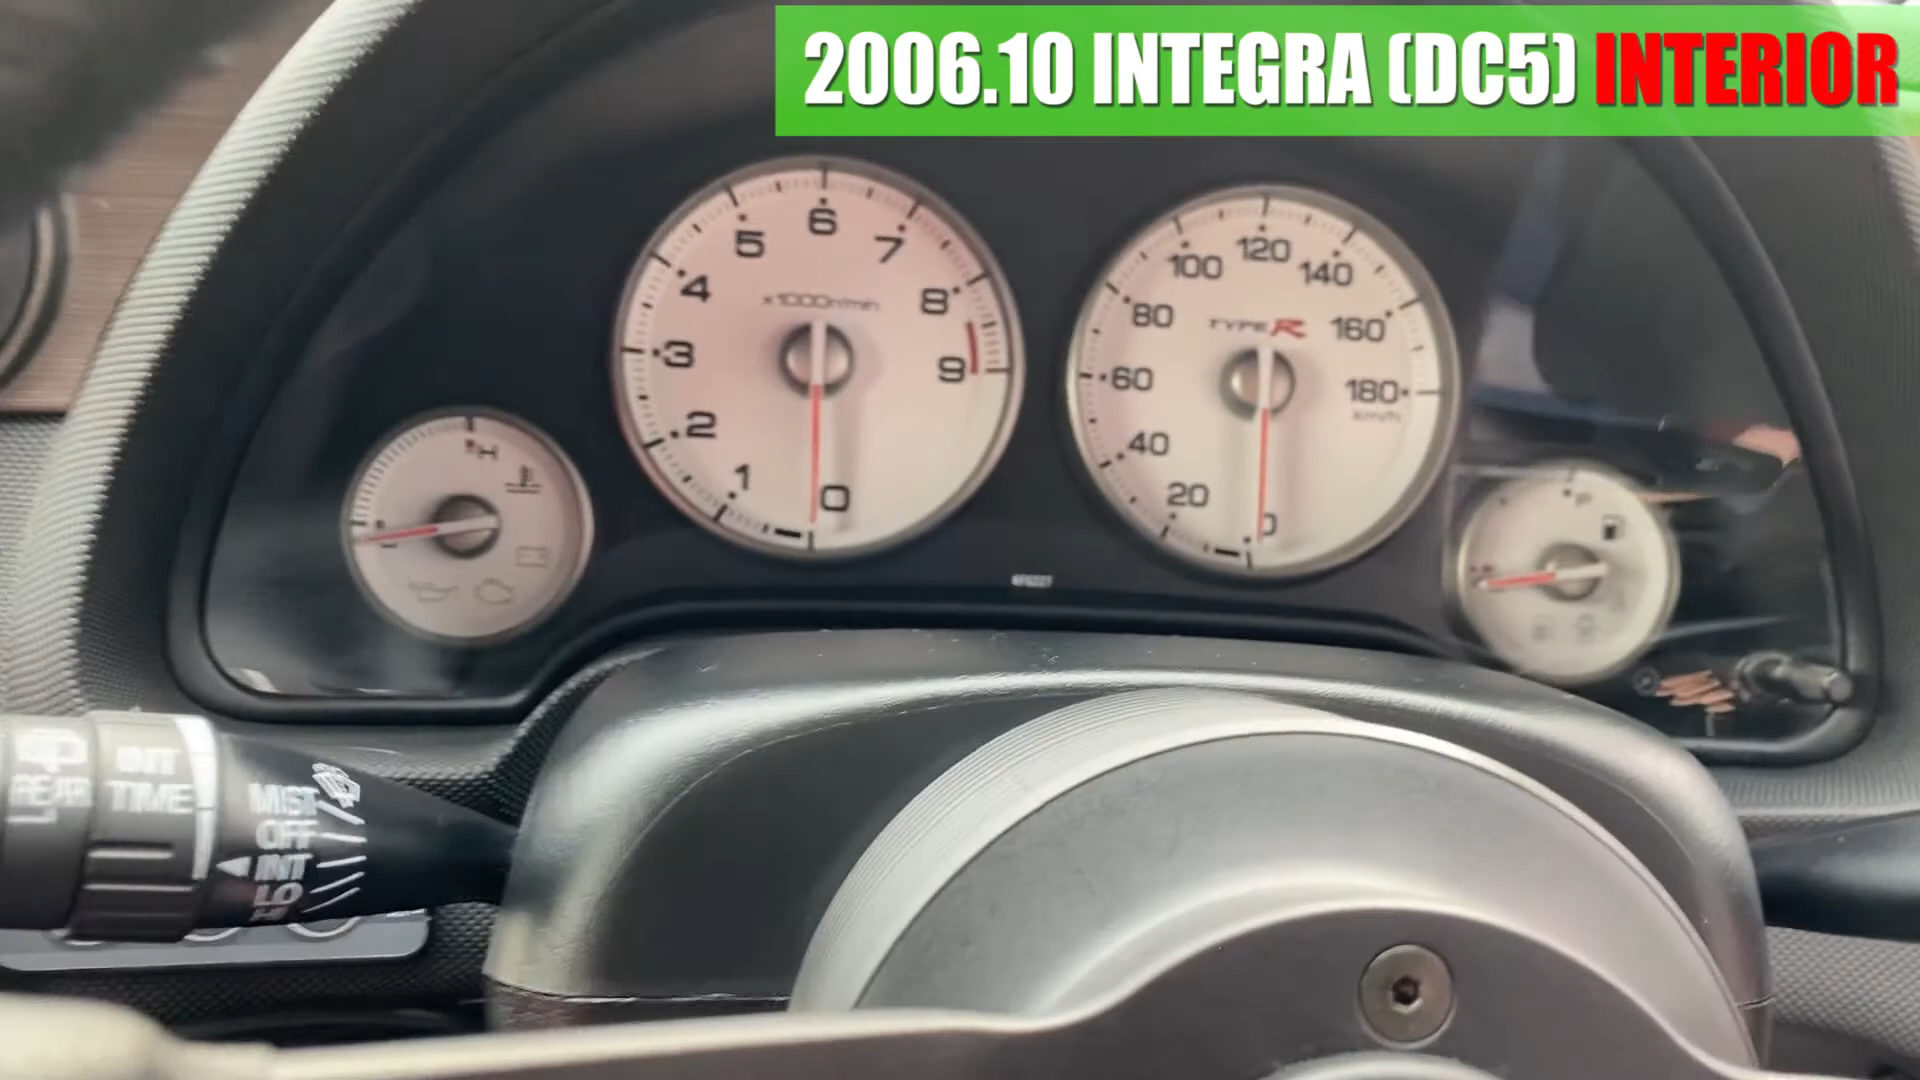 2006.10 INTEGRA (DC5) INTERIOR
0
1
2
3
4
5
6
7
8
9
x1000r/min
0
20
40
60
80
100
120
140
160
180
km/h
TYPE R
H
F
REAR
INT
TIME
MIST
OFF
INT
LO